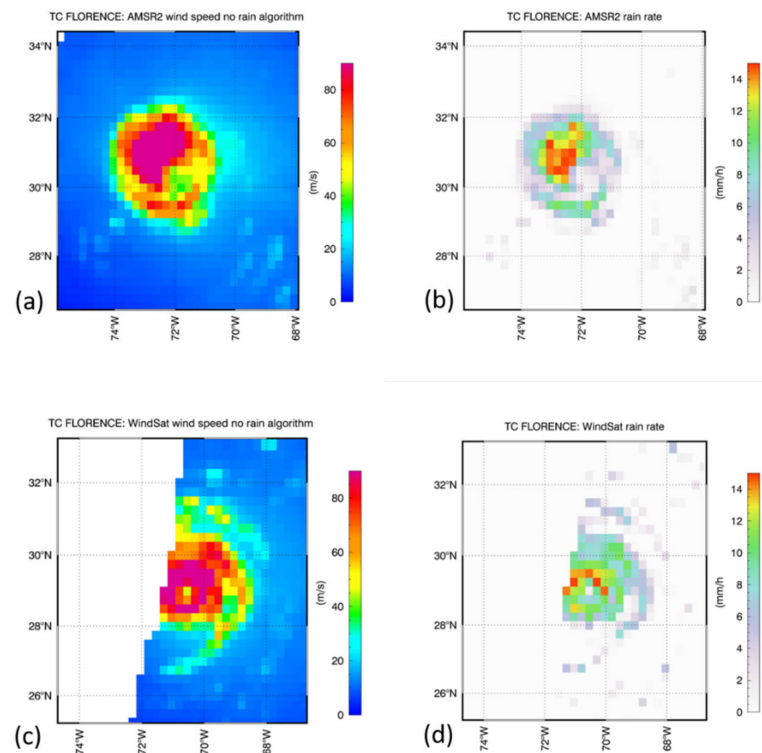 TC FLORENCE: AMSR2 wind speed no rain algorithm
34°N
32°N
30°N
28°N
74°W
72°W
70°W
68°W
80
60
40
20
0
(m/s)
(a)
TC FLORENCE: AMSR2 rain rate
34°N
32°N
30°N
28°N
74°W
72°W
70°W
68°W
14
12
10
8
6
4
2
0
(mm/h)
(b)
TC FLORENCE: WindSat wind speed no rain algorithm
32°N
30°N
28°N
26°N
74°W
72°W
70°W
68°W
80
60
40
20
0
(m/s)
(c)
TC FLORENCE: WindSat rain rate
32°N
30°N
28°N
26°N
74°W
72°W
70°W
68°W
14
12
10
8
6
4
2
0
(mm/h
(d)